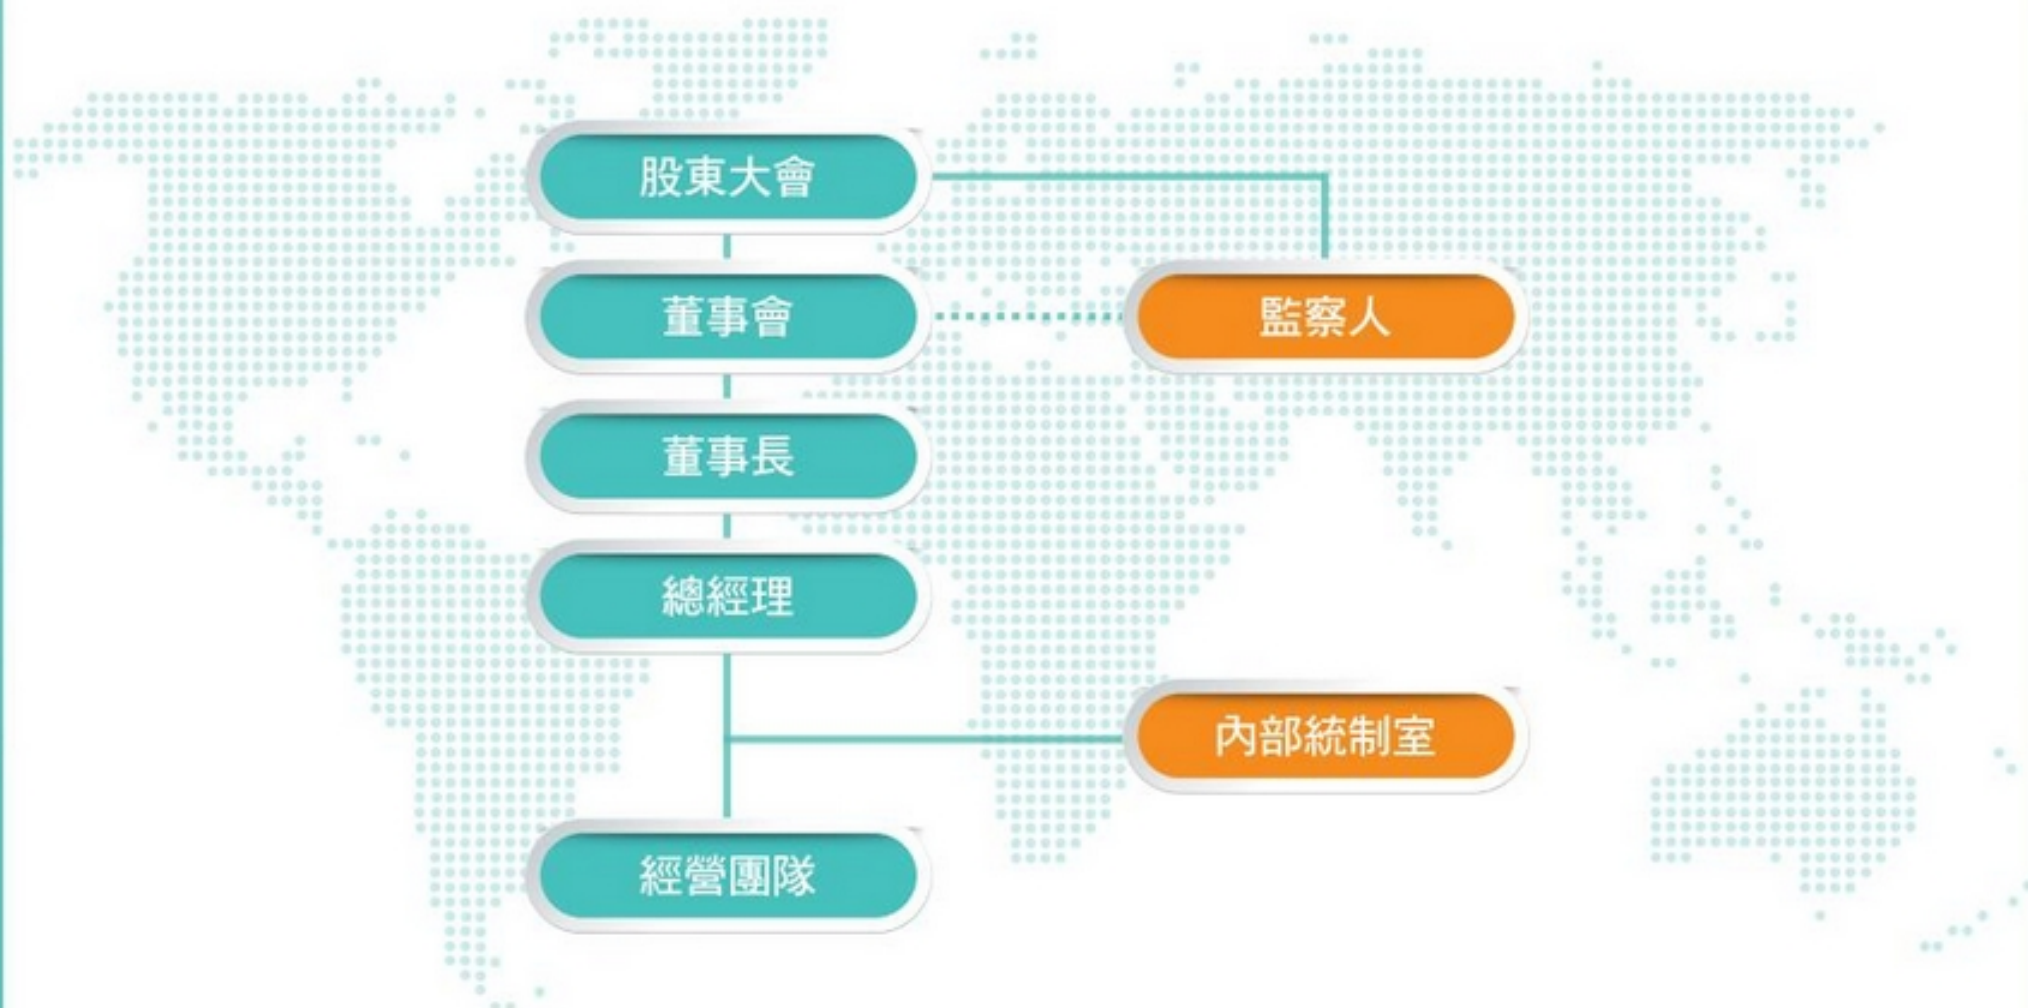 股東大會
董事會
監察人
董事長
總經理
內部統制室
經營團隊